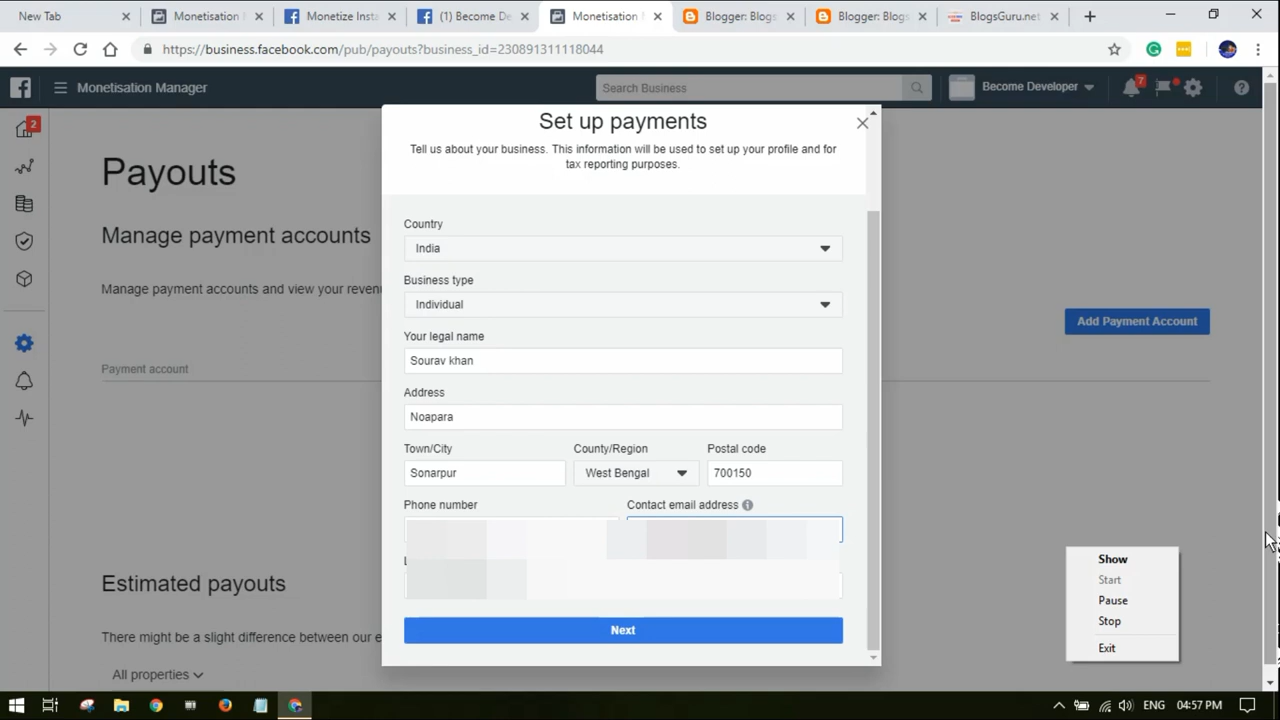 New Tab
Monetisation M
Monetize Insta
(1) Become De
Monetisation M
Blogger: Blogs
Blogger: Blogs
BlogsGuru.net
https://business.facebook.com/pub/payouts?business_id=230891311118044
Monetisation Manager
Search Business
Become Developer
7
2
Payouts
Manage payment accounts
Manage payment accounts and view your reven
Add Payment Account
Payment account
Estimated payouts
There might be a slight difference between our e
All properties
Set up payments
Tell us about your business. This information will be used to set up your profile and for
tax reporting purposes.
Country
India
Business type
Individual
Your legal name
Sourav khan
Address
Noapara
Town/City
County/Region
Postal code
Sonarpur
West Bengal
700150
Phone number
Contact email address
Next
Show
Start
Pause
Stop
Exit
ENG
04:57 PM